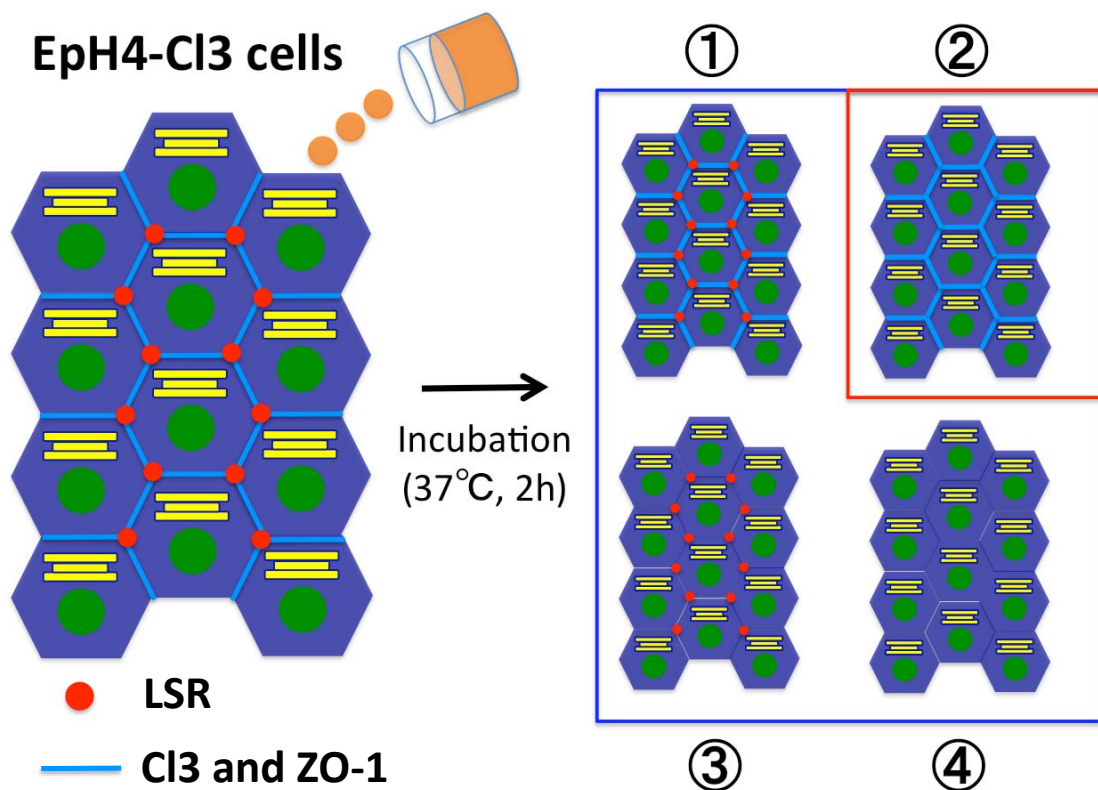 EpH4-Cl3 cells
① ②
Incubation
(37℃, 2h)
LSR
Cl3 and ZO-1
③ ④